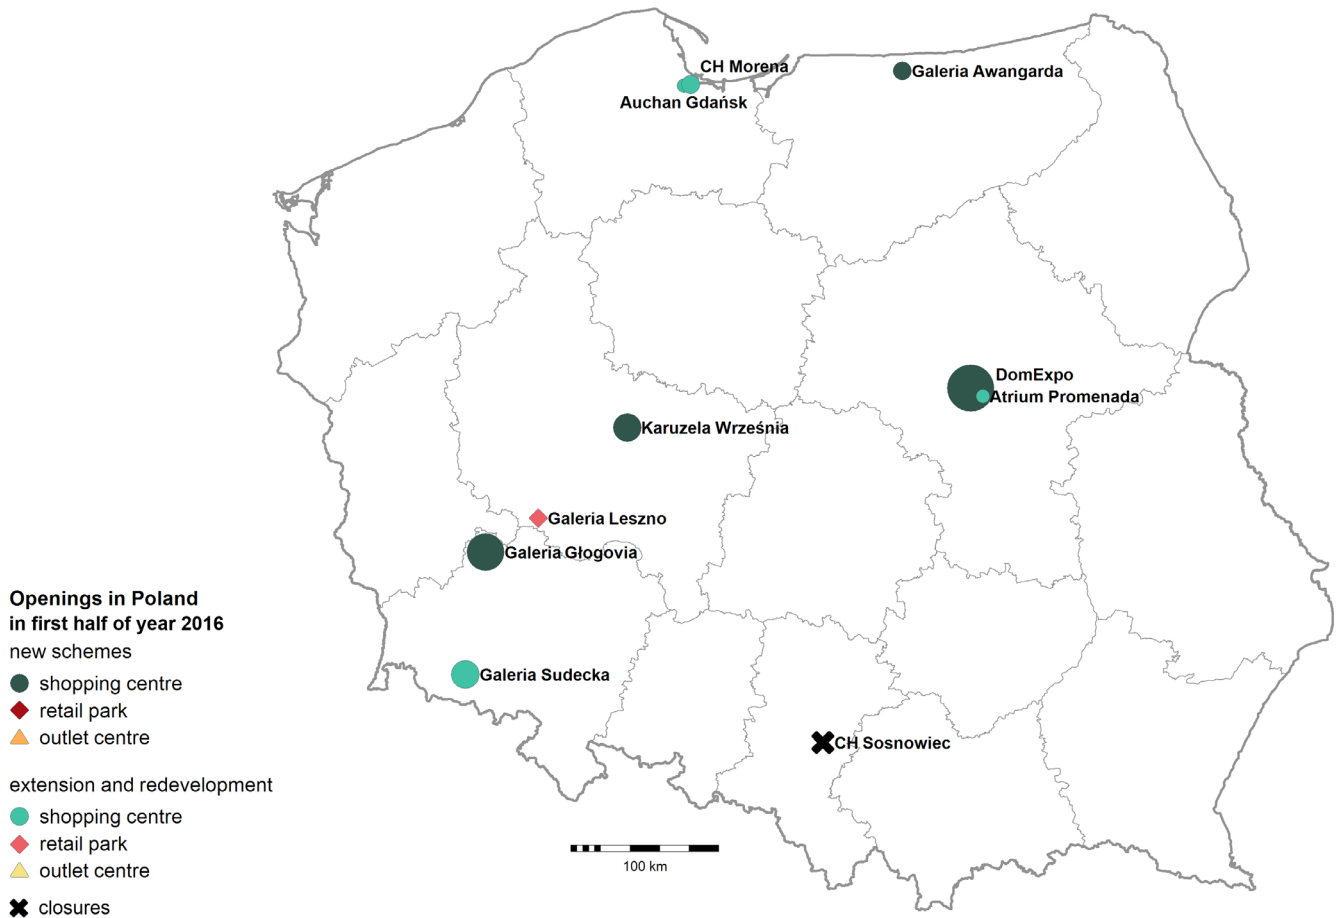 CH Morena
Galeria Awangarda
Auchan Gdańsk
DomExpo
Atrium Promenada
Karuzela Września
Galeria Leszno
Galeria Głogovia
Openings in Poland
in first half of year 2016
new schemes
shopping centre
Galeria Sudecka
retail park
outlet centre
CH Sosnowiec
extension and redevelopment
shopping centre
retail park
outlet centre
100 km
closures